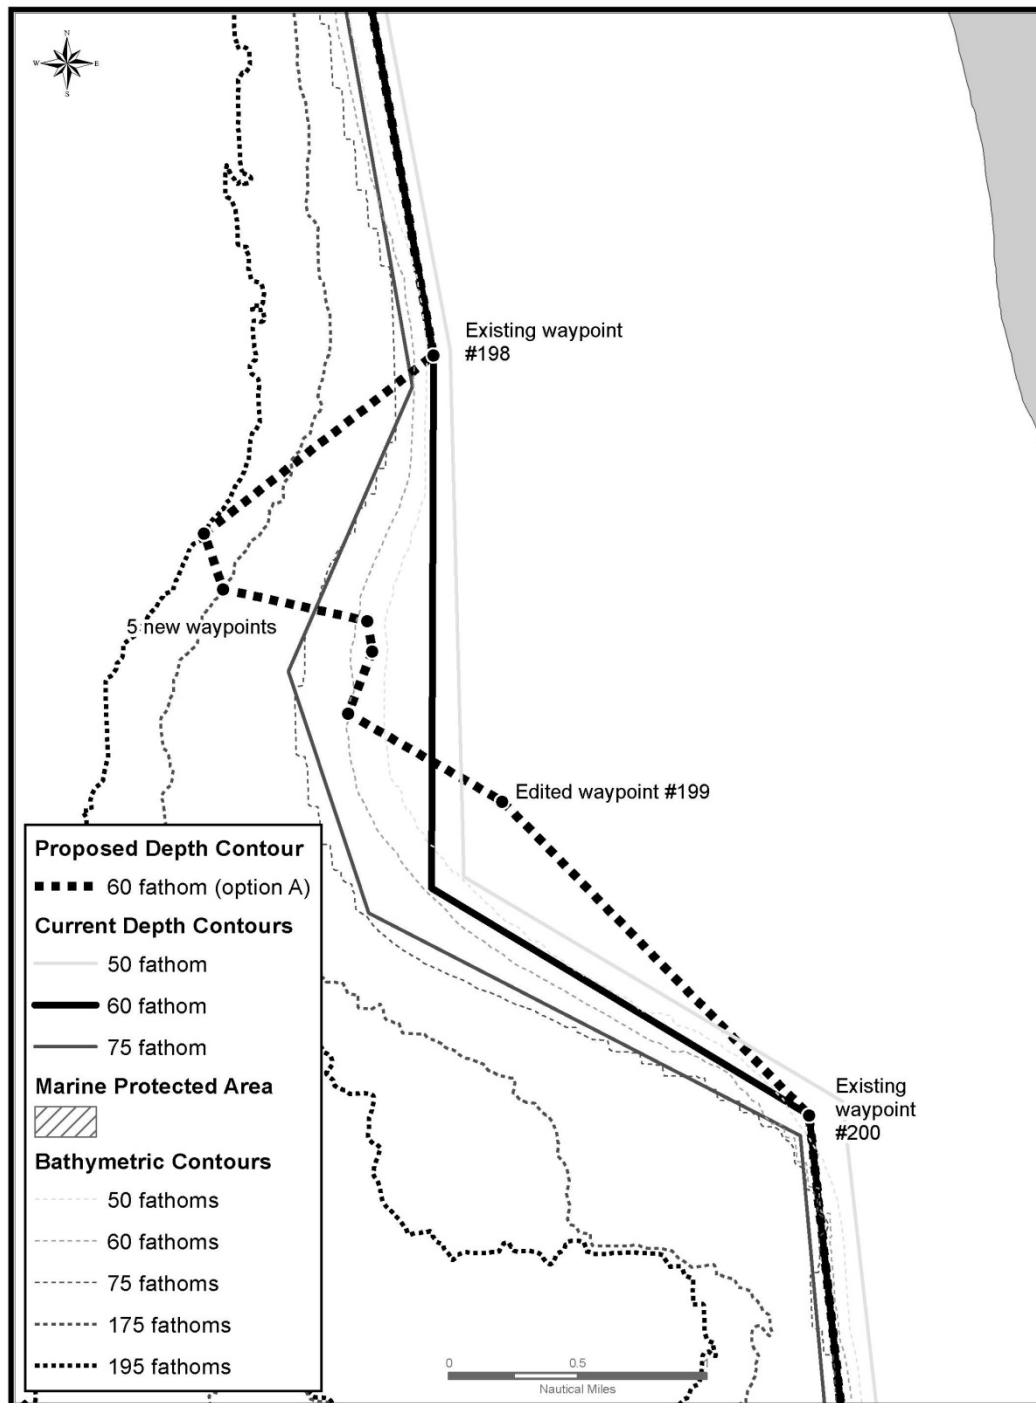 N
W E
S
Existing waypoint
#198
5 new waypoints
Edited waypoint #199
Existing
waypoint
#200
Proposed Depth Contour
60 fathom (option A)
Current Depth Contours
50 fathom
60 fathom
75 fathom
Marine Protected Area
Bathymetric Contours
50 fathoms
60 fathoms
75 fathoms
175 fathoms
195 fathoms
0 0.5 1
Nautical Miles